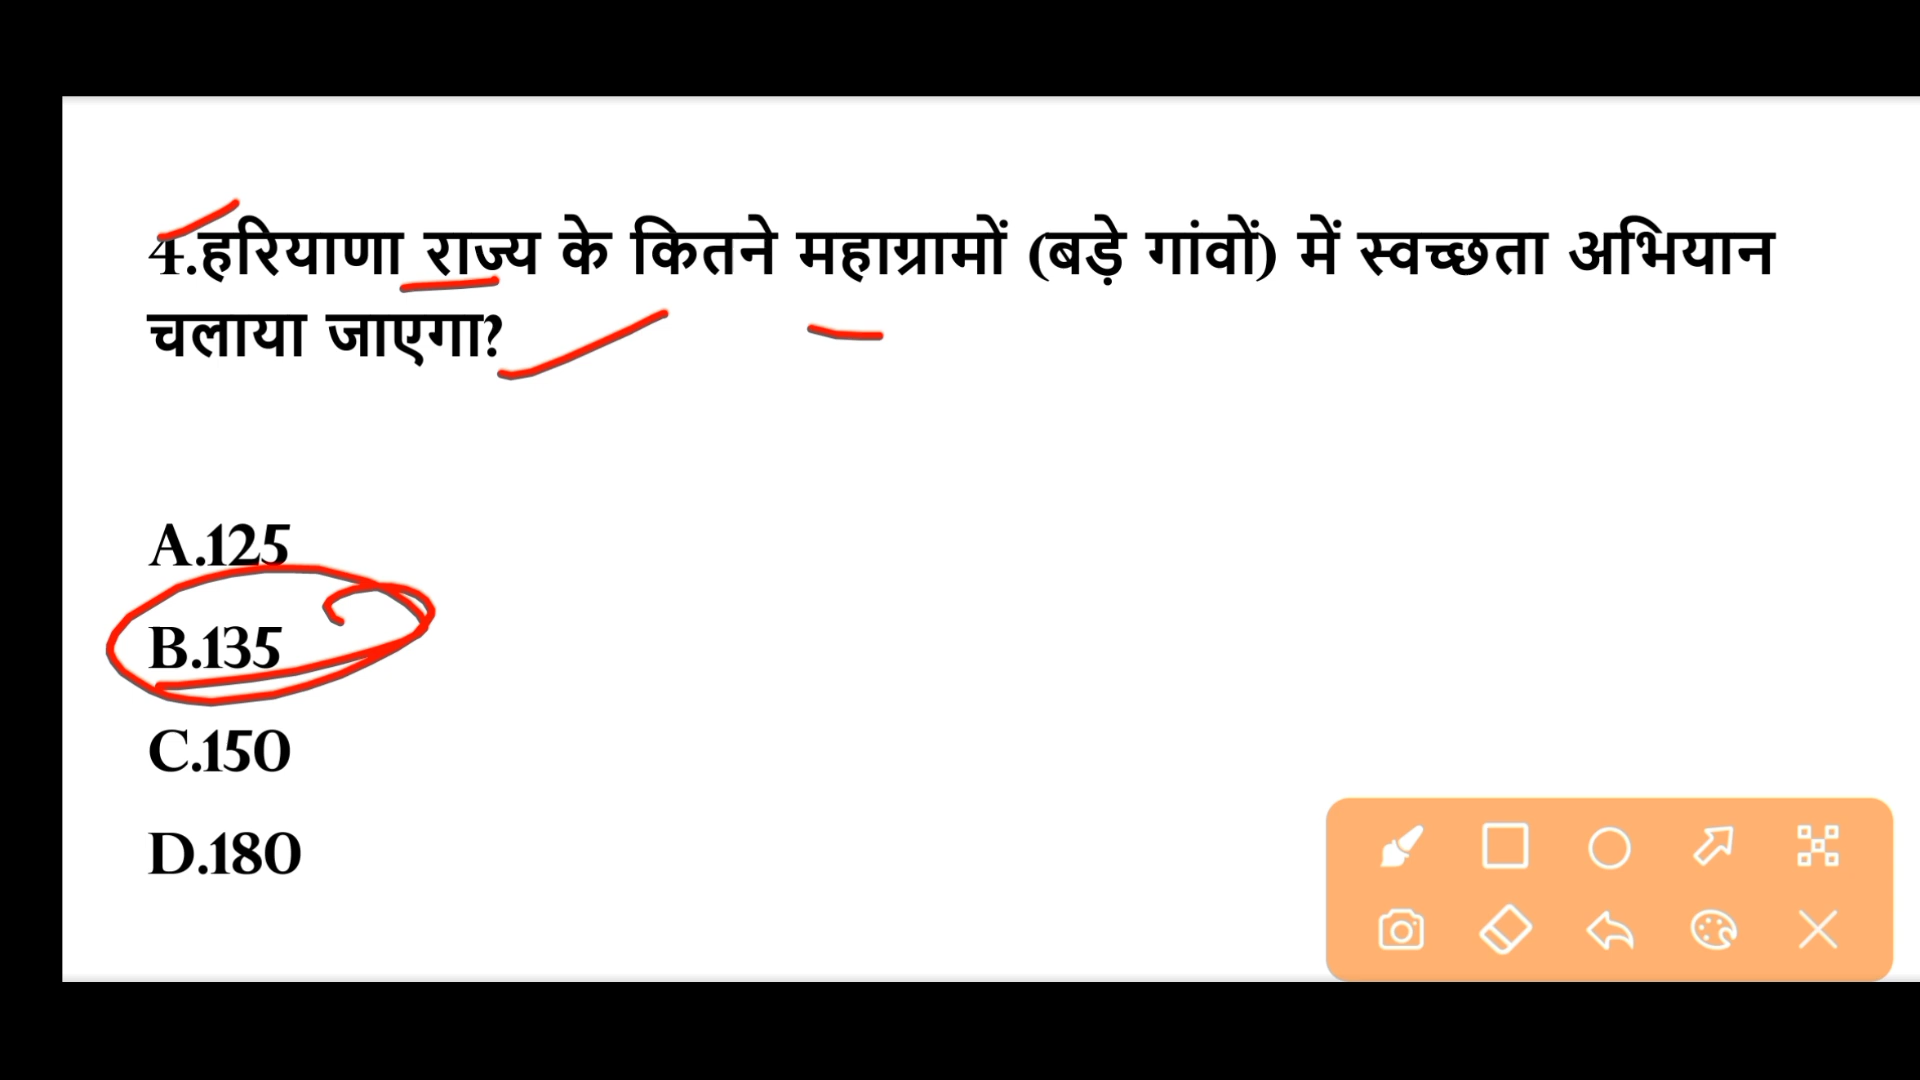 4.हरियाणा राज्य के कितने महाग्रामों (बड़े गांवों) में स्वच्छता अभियान
चलाया जाएगा?
A.125
B.135
C.150
D.180